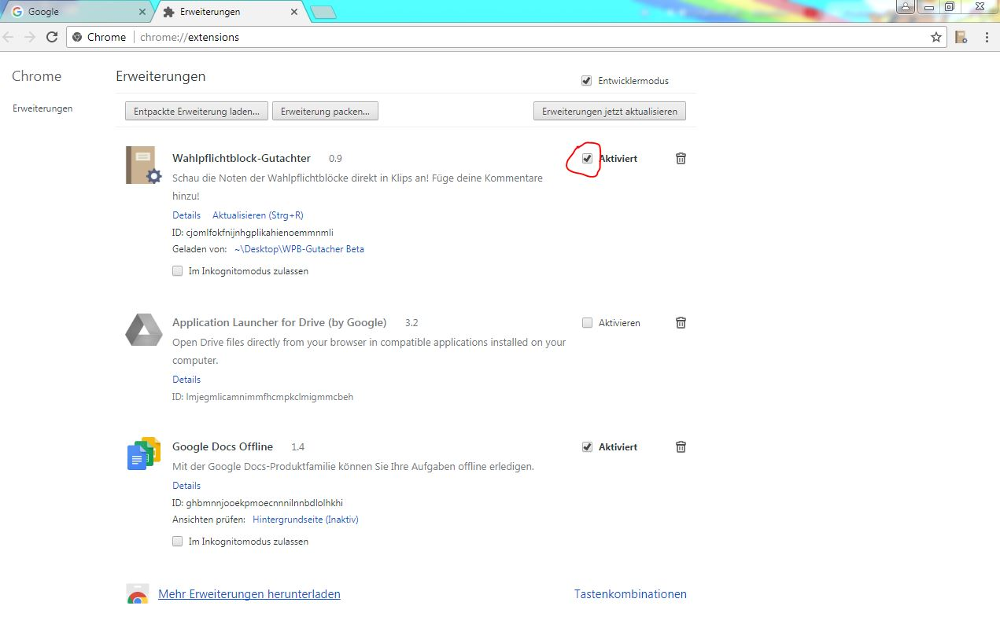 Google
Erweiterungen
Chrome chrome://extensions
Chrome
Erweiterungen
Erweiterungen
Entwicklermodus
Entpackte Erweiterung laden...
Erweiterung packen...
Erweiterungen jetzt aktualisieren
Wahlpflichtblock-Gutachter 0.9
Aktiviert
Schau die Noten der Wahlpflichtblöcke direkt in Klips an! Füge deine Kommentare
hinzu!
Details Aktualisieren (Strg+R)
ID: cjomlfokfnijnhgplikahienoemmnmli
Geladen von: ~\Desktop\WPB-Gutacher Beta
Im Inkognitomodus zulassen
Application Launcher for Drive (by Google) 3.2
Aktivieren
Open Drive files directly from your browser in compatible applications installed on your
computer.
Details
ID: lmjegmlicamnimmfhcmpkclmigmmcbeh
Google Docs Offline 1.4
Aktiviert
Mit der Google Docs-Produktfamilie können Sie Ihre Aufgaben offline erledigen.
Details
ID: ghbmnnjooekpmoecnnnilnnbdlolhkhi
Ansichten prüfen: Hintergrundseite (Inaktiv)
Im Inkognitomodus zulassen
Mehr Erweiterungen herunterladen
Tastenkombinationen